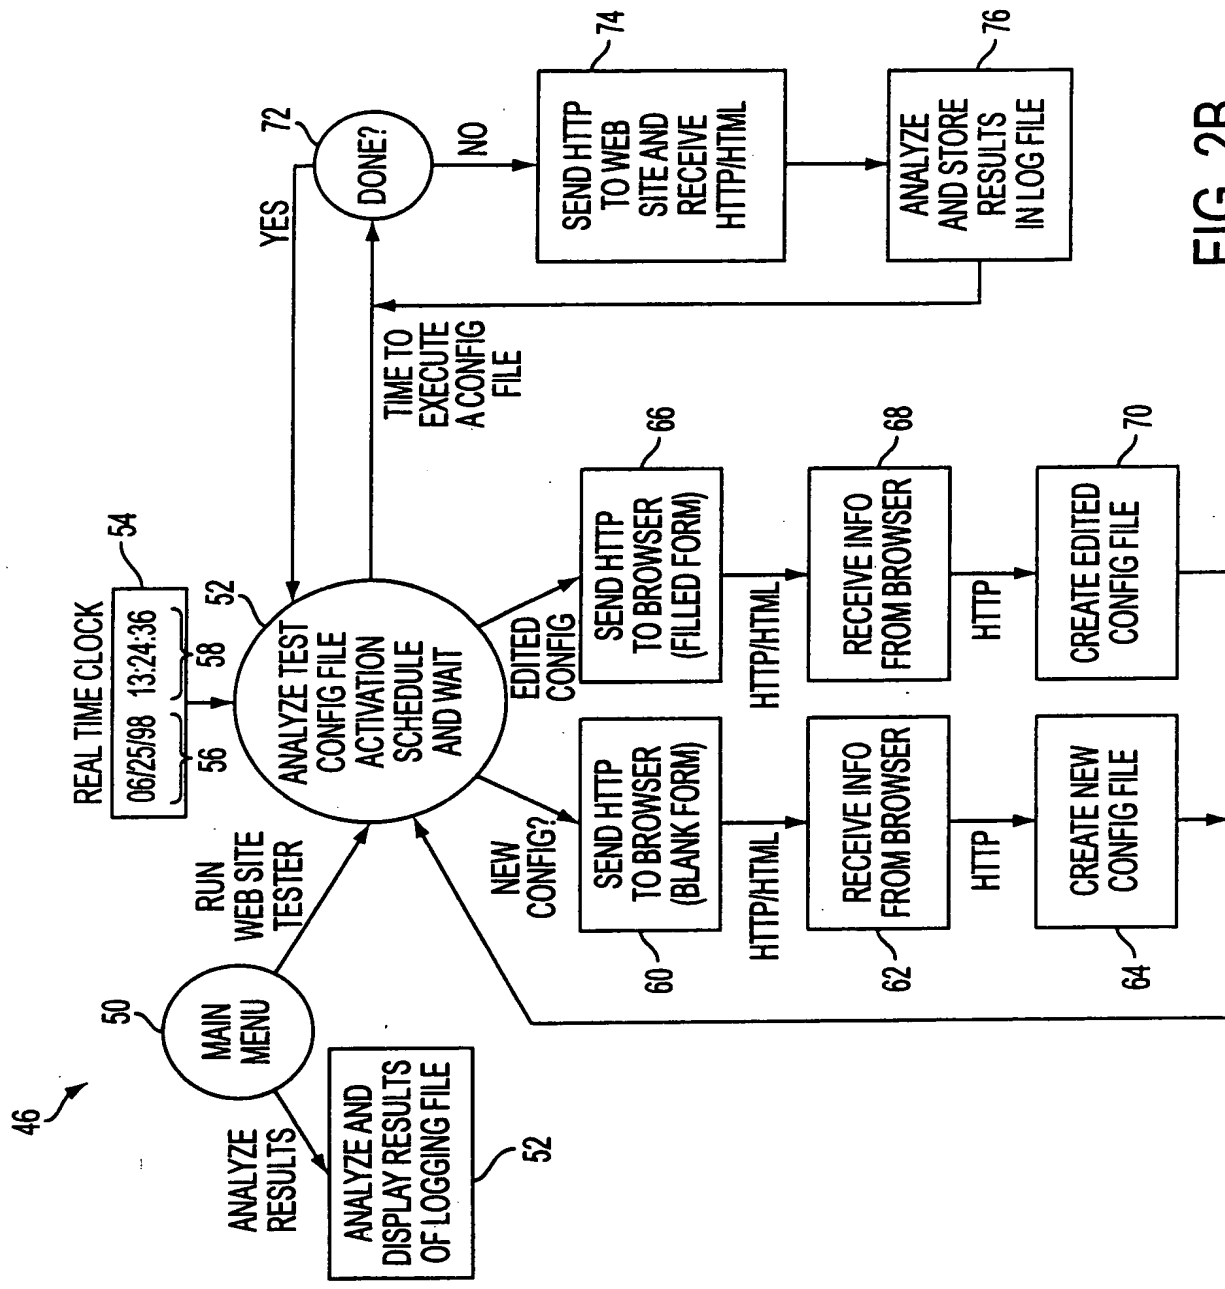 46
50
MAIN
MENU
ANALYZE
RESULTS
ANALYZE AND
DISPLAY RESULTS
OF LOGGING FILE
52
RUN
WEB SITE
TESTER
REAL TIME CLOCK
54
06/25/98 13:24:36
56
58
52
ANALYZE TEST
CONFIG FILE
ACTIVATION
SCHEDULE
AND WAIT
NEW
CONFIG?
SEND HTTP
TO BROWSER
(BLANK FORM)
60
HTTP/HTML
RECEIVE INFO
FROM BROWSER
62
HTTP
CREATE NEW
CONFIG FILE
64
EDITED
CONFIG
SEND HTTP
TO BROWSER
(FILLED FORM)
66
HTTP/HTML
RECEIVE INFO
FROM BROWSER
68
HTTP
CREATE EDITED
CONFIG FILE
70
TIME TO
EXECUTE
A CONFIG
FILE
YES
72
DONE?
NO
SEND HTTP
TO WEB
SITE AND
RECEIVE
HTTP/HTML
74
ANALYZE
AND STORE
RESULTS
IN LOG FILE
76
FIG. 2B